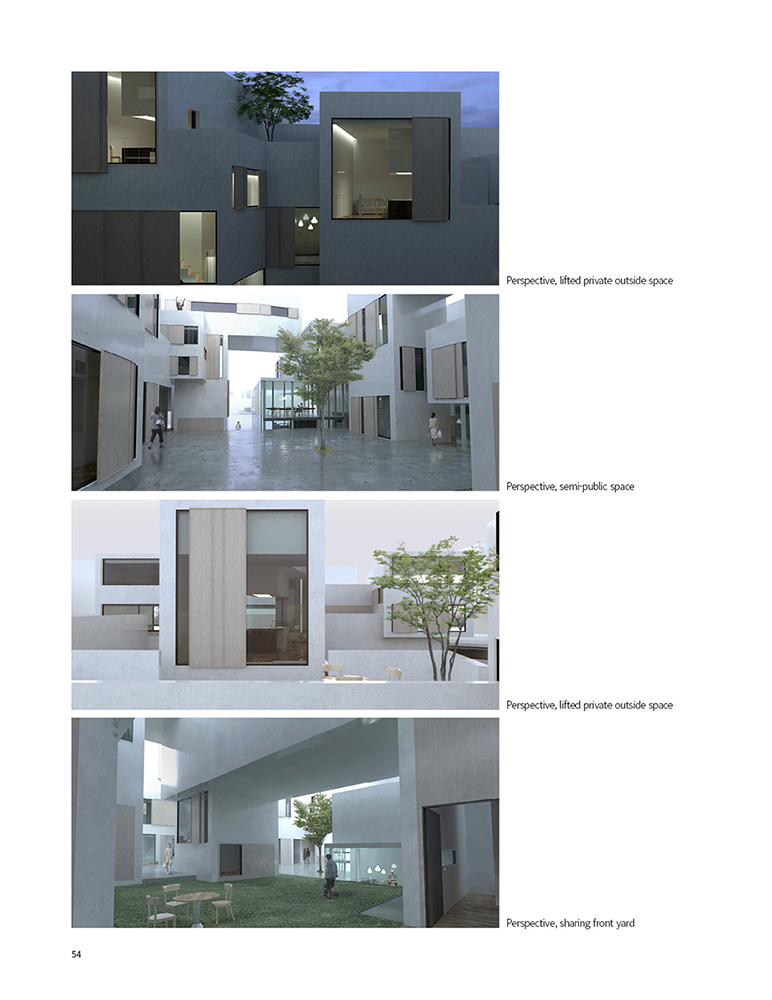 Perspective, lifted private outside space
Perspective, semi-public space
Perspective, lifted private outside space
Perspective, sharing front yard
54